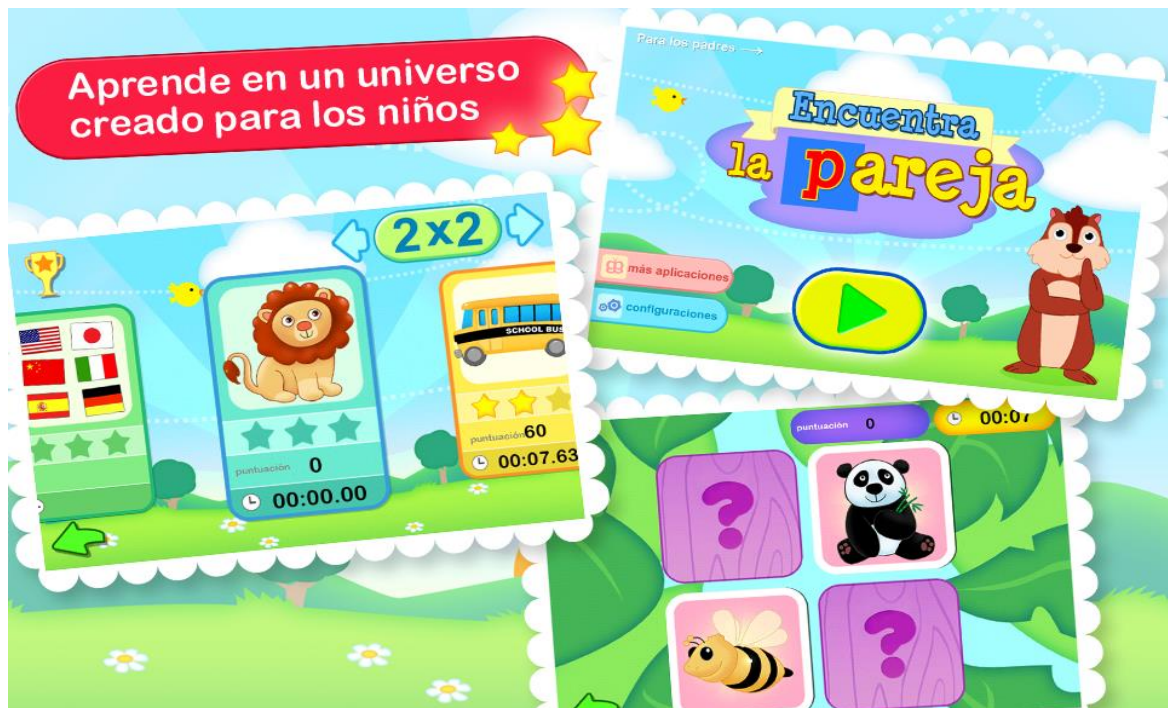 Aprende en un universo
creado para los niños
Para los padres
Encuentra
la pareja
más aplicaciones
configuraciones
2x2
SCHOOL BUS
puntuación 0
00:00.00
puntuación 60
00:07.63
puntuación 0
00:07
?
?